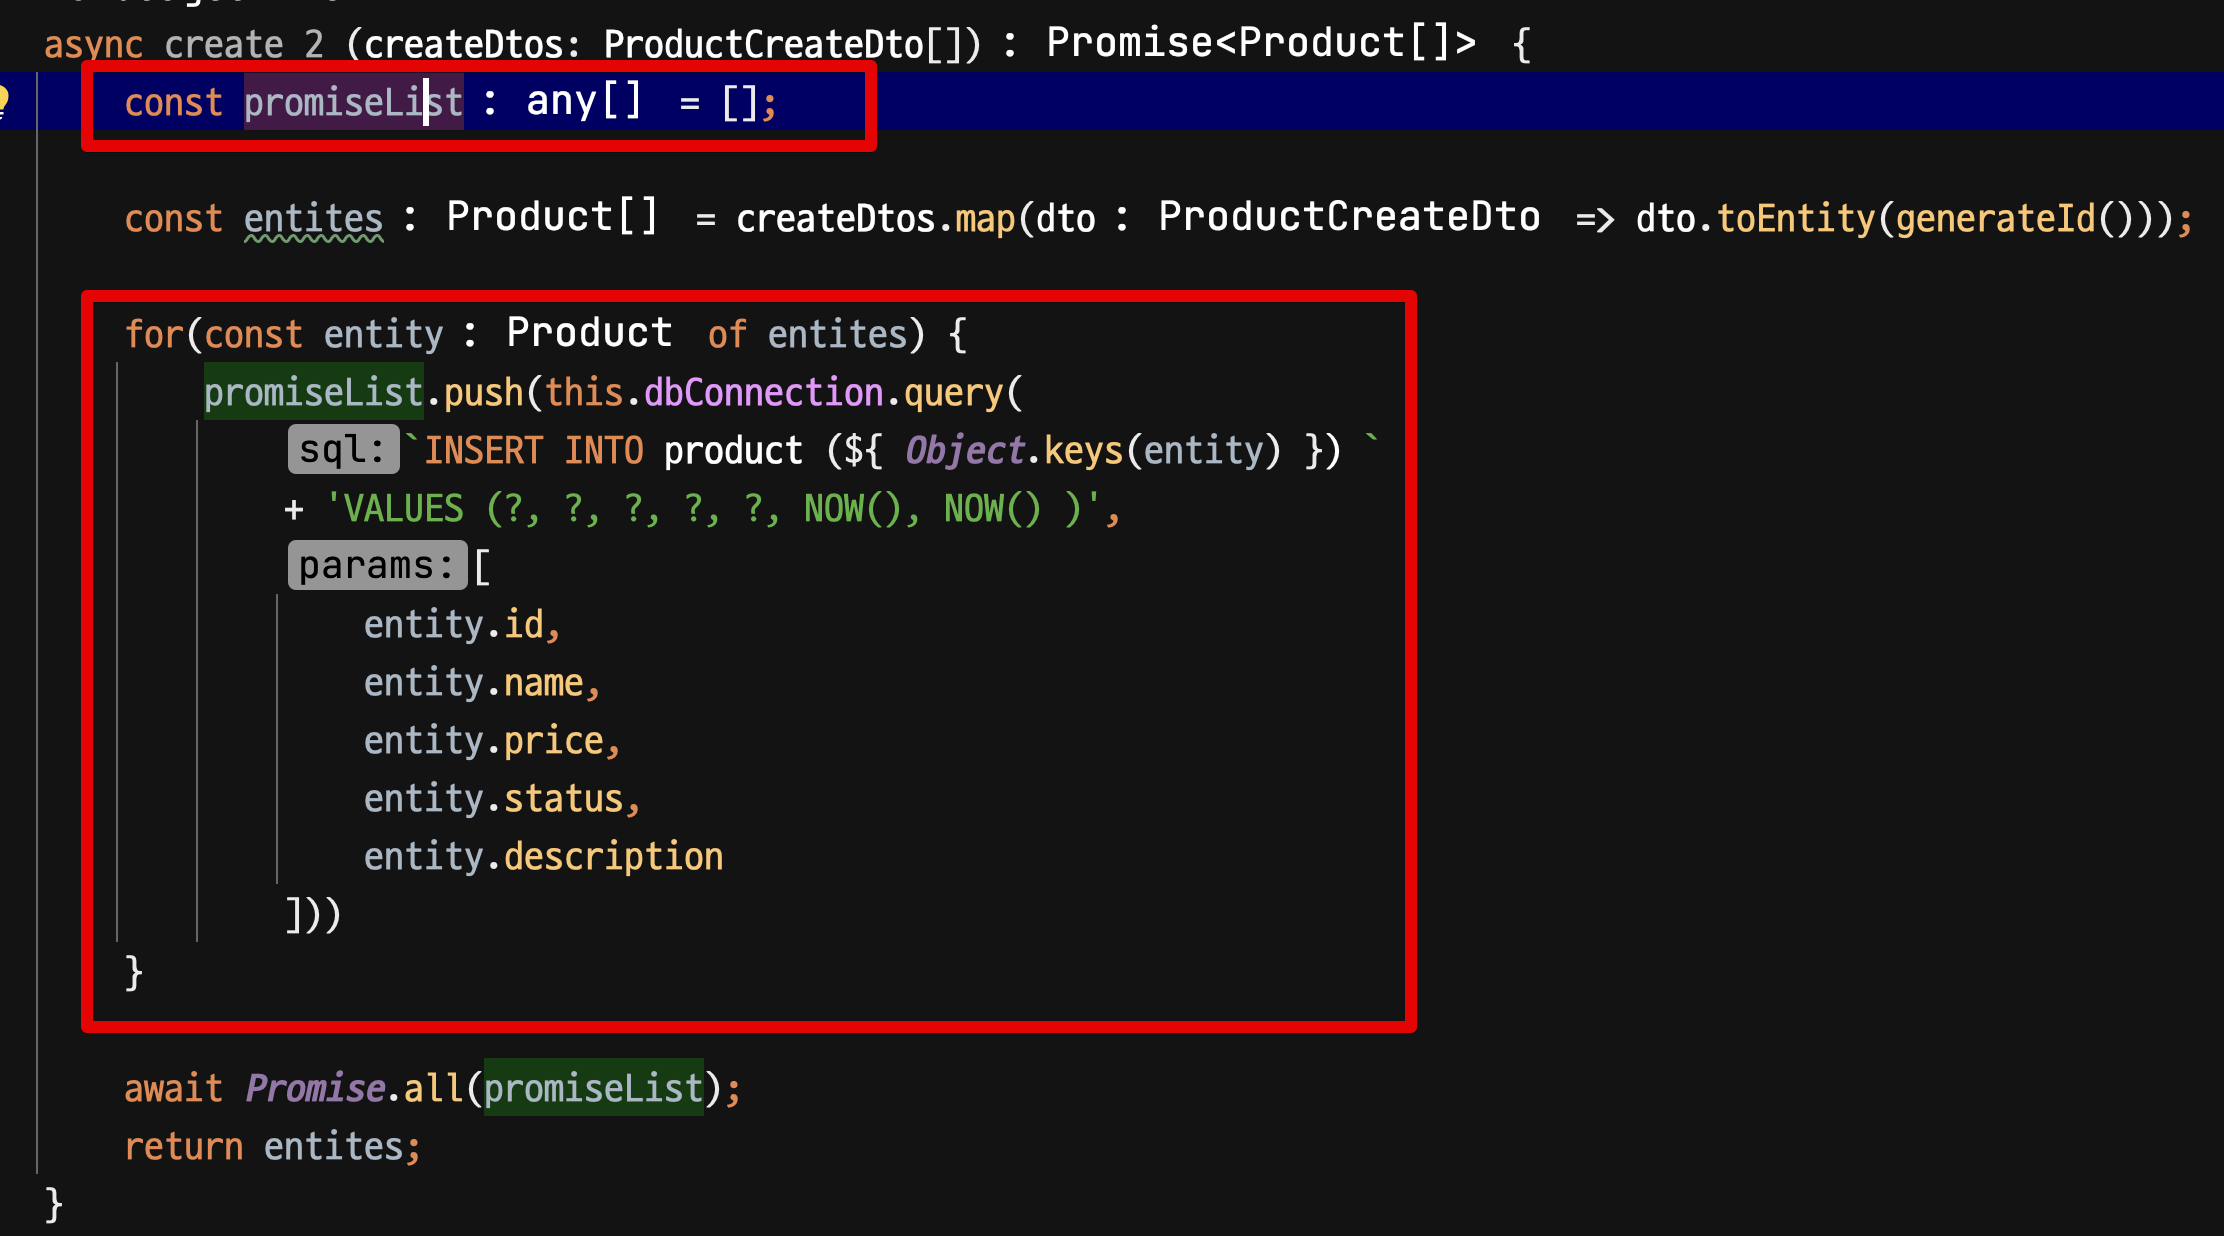 async create 2 (createDtos: ProductCreateDto[]) : Promise<Product[]> {
const promiseList : any[] = [];
const entites : Product[] = createDtos.map(dto : ProductCreateDto => dto.toEntity(generateId()));
for(const entity : Product of entites) {
promiseList.push(this.dbConnection.query(
sql: `INSERT INTO product (${ Object.keys(entity) }) `
+ 'VALUES (?, ?, ?, ?, ?, NOW(), NOW() )',
params: [
entity.id,
entity.name,
entity.price,
entity.status,
entity.description
]))
}
await Promise.all(promiseList);
return entites;
}